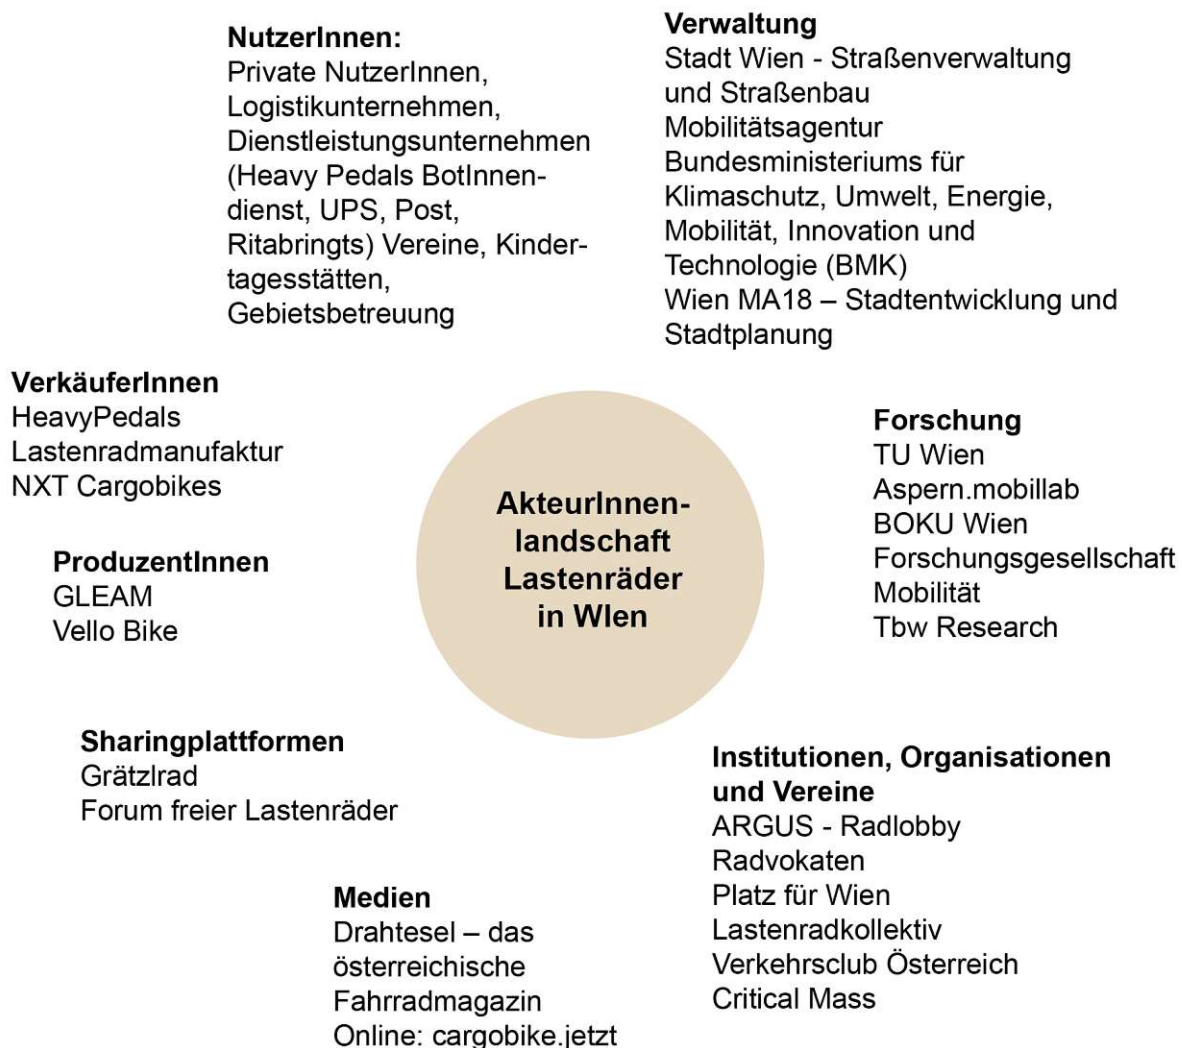 NutzerInnen:
Private NutzerInnen,
Logistikunternehmen,
Dienstleistungsunternehmen
(Heavy Pedals BotInnen-
dienst, UPS, Post,
Ritabringts) Vereine, Kinder-
tagesstätten,
Gebietsbetreuung
Verwaltung
Stadt Wien - Straßenverwaltung
und Straßenbau
Mobilitätsagentur
Bundesministeriums für
Klimaschutz, Umwelt, Energie,
Mobilität, Innovation und
Technologie (BMK)
Wien MA18 – Stadtentwicklung und
Stadtplanung
VerkäuferInnen
HeavyPedals
Lastenradmanufaktur
NXT Cargobikes
AkteurInnen-
landschaft
Lastenräder
in WIen
Forschung
TU Wien
Aspern.mobillab
BOKU Wien
Forschungsgesellschaft
Mobilität
Tbw Research
ProduzentInnen
GLEAM
Vello Bike
Sharingplattformen
Grätzlrad
Forum freier Lastenräder
Institutionen, Organisationen
und Vereine
ARGUS - Radlobby
Radvokaten
Platz für Wien
Lastenradkollektiv
Verkehrsclub Österreich
Critical Mass
Medien
Drahtesel – das
österreichische
Fahrradmagazin
Online: cargobike.jetzt